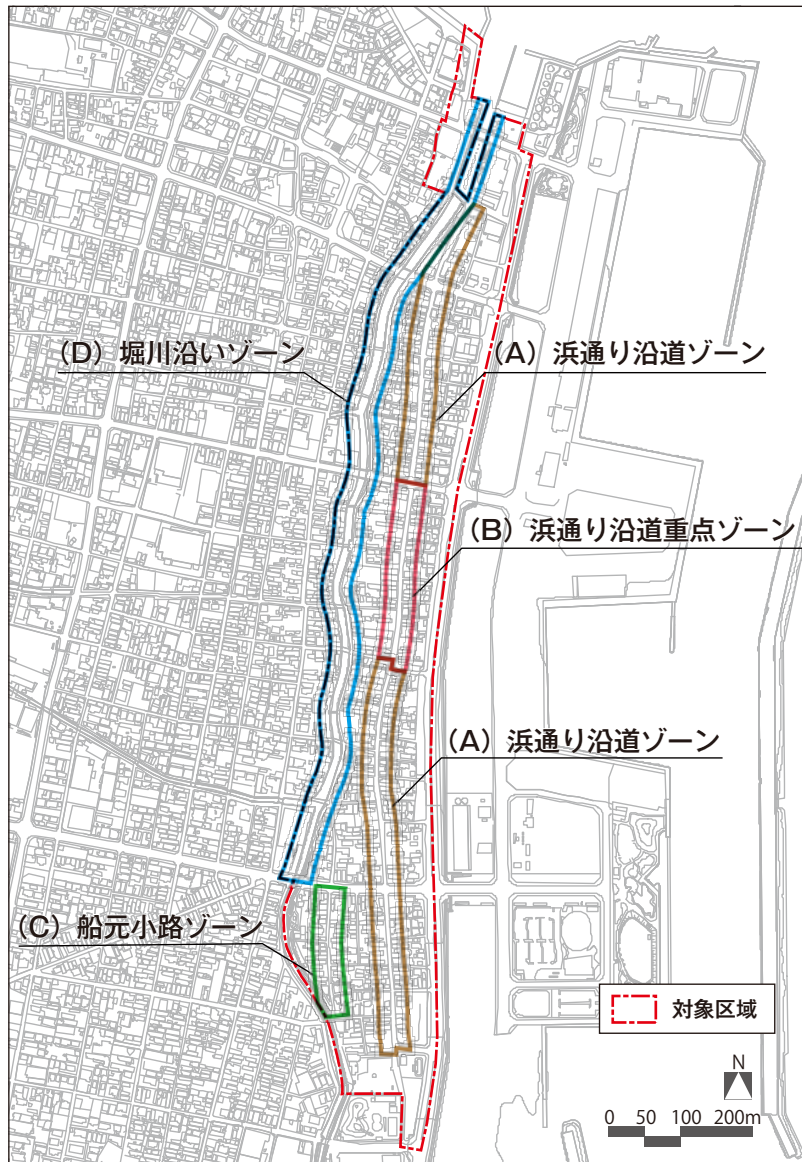 (D) 堀川沿いゾーン
(A) 浜通り沿道ゾーン
(B) 浜通り沿道重点ゾーン
(A) 浜通り沿道ゾーン
(C) 船元小路ゾーン
対象区域
N
0 50 100 200m